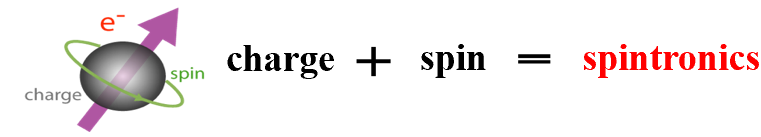 e⁻
spin
charge
charge + spin = spintronics